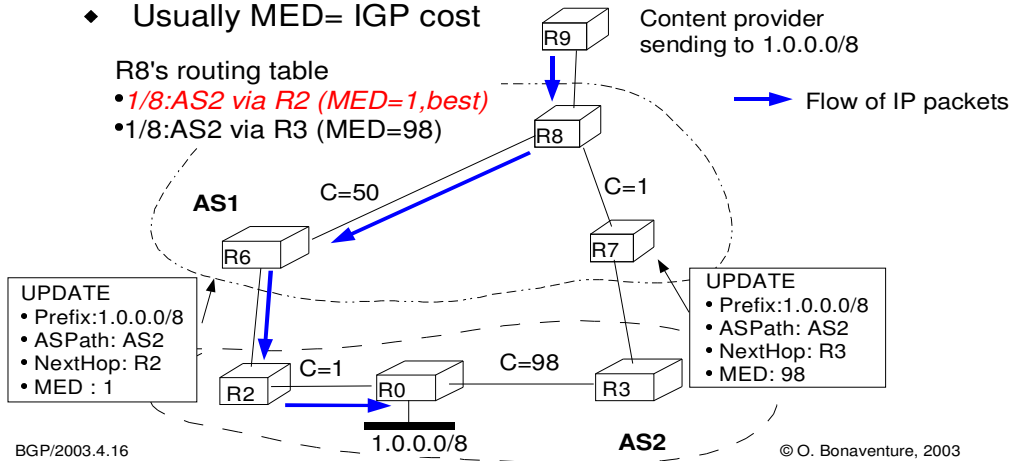 ◆ Usually MED= IGP cost
R9
Content provider
sending to 1.0.0.0/8
R8's routing table
•1/8:AS2 via R2 (MED=1,best)
•1/8:AS2 via R3 (MED=98)
Flow of IP packets
R8
C=50
C=1
AS1
R6
R7
UPDATE
• Prefix:1.0.0.0/8
• ASPath: AS2
• NextHop: R2
• MED : 1
UPDATE
• Prefix:1.0.0.0/8
• ASPath: AS2
• NextHop: R3
• MED: 98
C=1
C=98
R2
R0
R3
1.0.0.0/8
AS2
BGP/2003.4.16
© O. Bonaventure, 2003